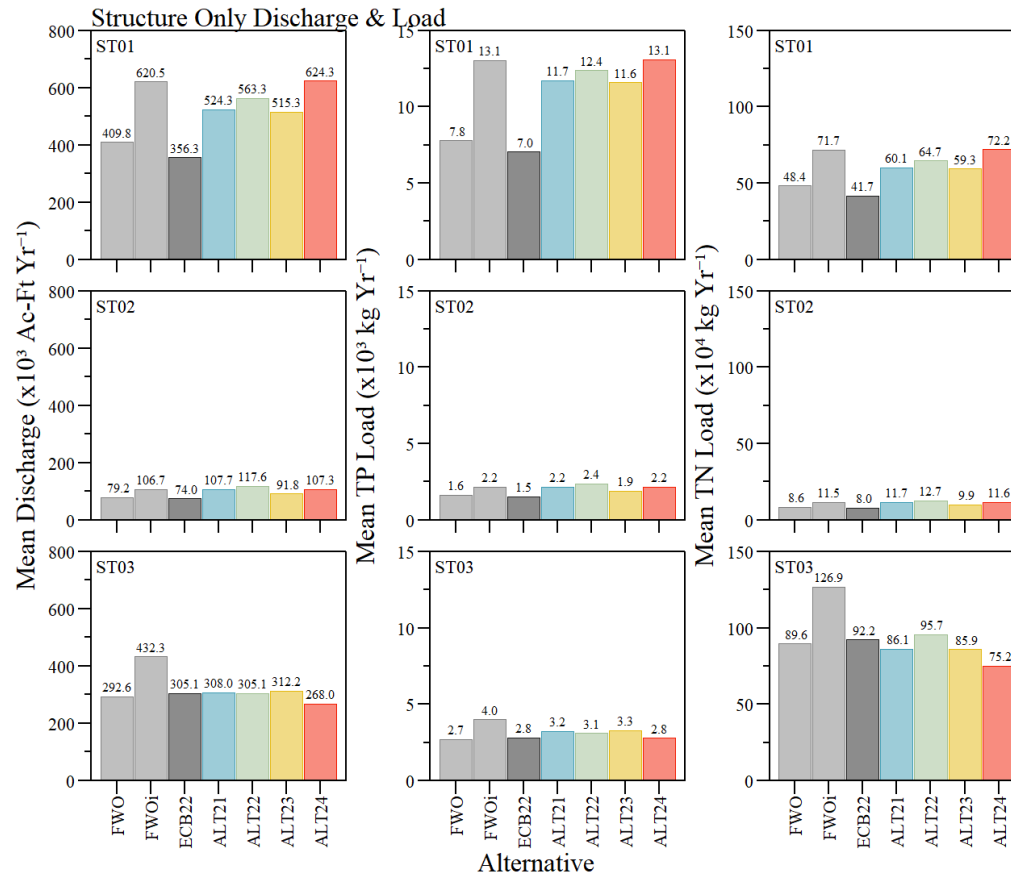 Structure Only Discharge & Load
Mean Discharge (x10³ Ac-Ft Yr⁻¹)
800
600
400
200
0
ST01
409.8
620.5
356.3
524.3
563.3
515.3
624.3
Mean TP Load (x10³ kg Yr⁻¹)
15
10
5
0
ST01
7.8
13.1
7.0
11.7
12.4
11.6
13.1
Mean TN Load (x10⁴ kg Yr⁻¹)
150
100
50
0
ST01
48.4
71.7
41.7
60.1
64.7
59.3
72.2
800
600
400
200
0
ST02
79.2
106.7
74.0
107.7
117.6
91.8
107.3
15
10
5
0
ST02
1.6
2.2
1.5
2.2
2.4
1.9
2.2
150
100
50
0
ST02
8.6
11.5
8.0
11.7
12.7
9.9
11.6
800
600
400
200
0
ST03
292.6
432.3
305.1
308.0
305.1
312.2
268.0
15
10
5
0
ST03
2.7
4.0
2.8
3.2
3.1
3.3
2.8
150
100
50
0
ST03
89.6
126.9
92.2
86.1
95.7
85.9
75.2
FWO
FWOi
ECB22
ALT21
ALT22
ALT23
ALT24
FWO
FWOi
ECB22
ALT21
ALT22
ALT23
ALT24
FWO
FWOi
ECB22
ALT21
ALT22
ALT23
ALT24
Alternative